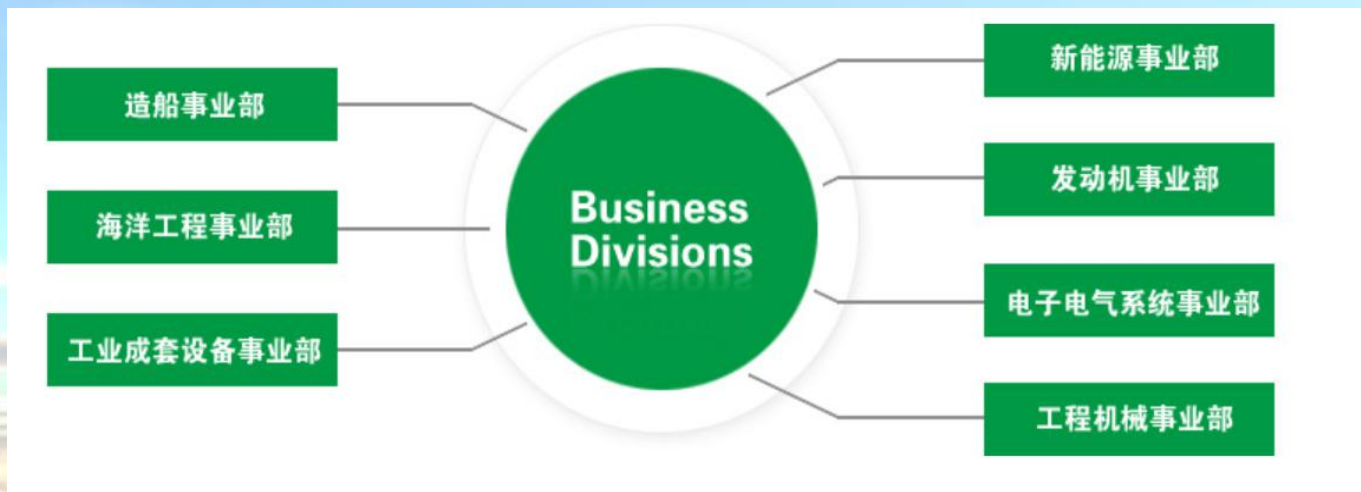 造船事业部
海洋工程事业部
工业成套设备事业部
Business
Divisions
新能源事业部
发动机事业部
电子电气系统事业部
工程机械事业部